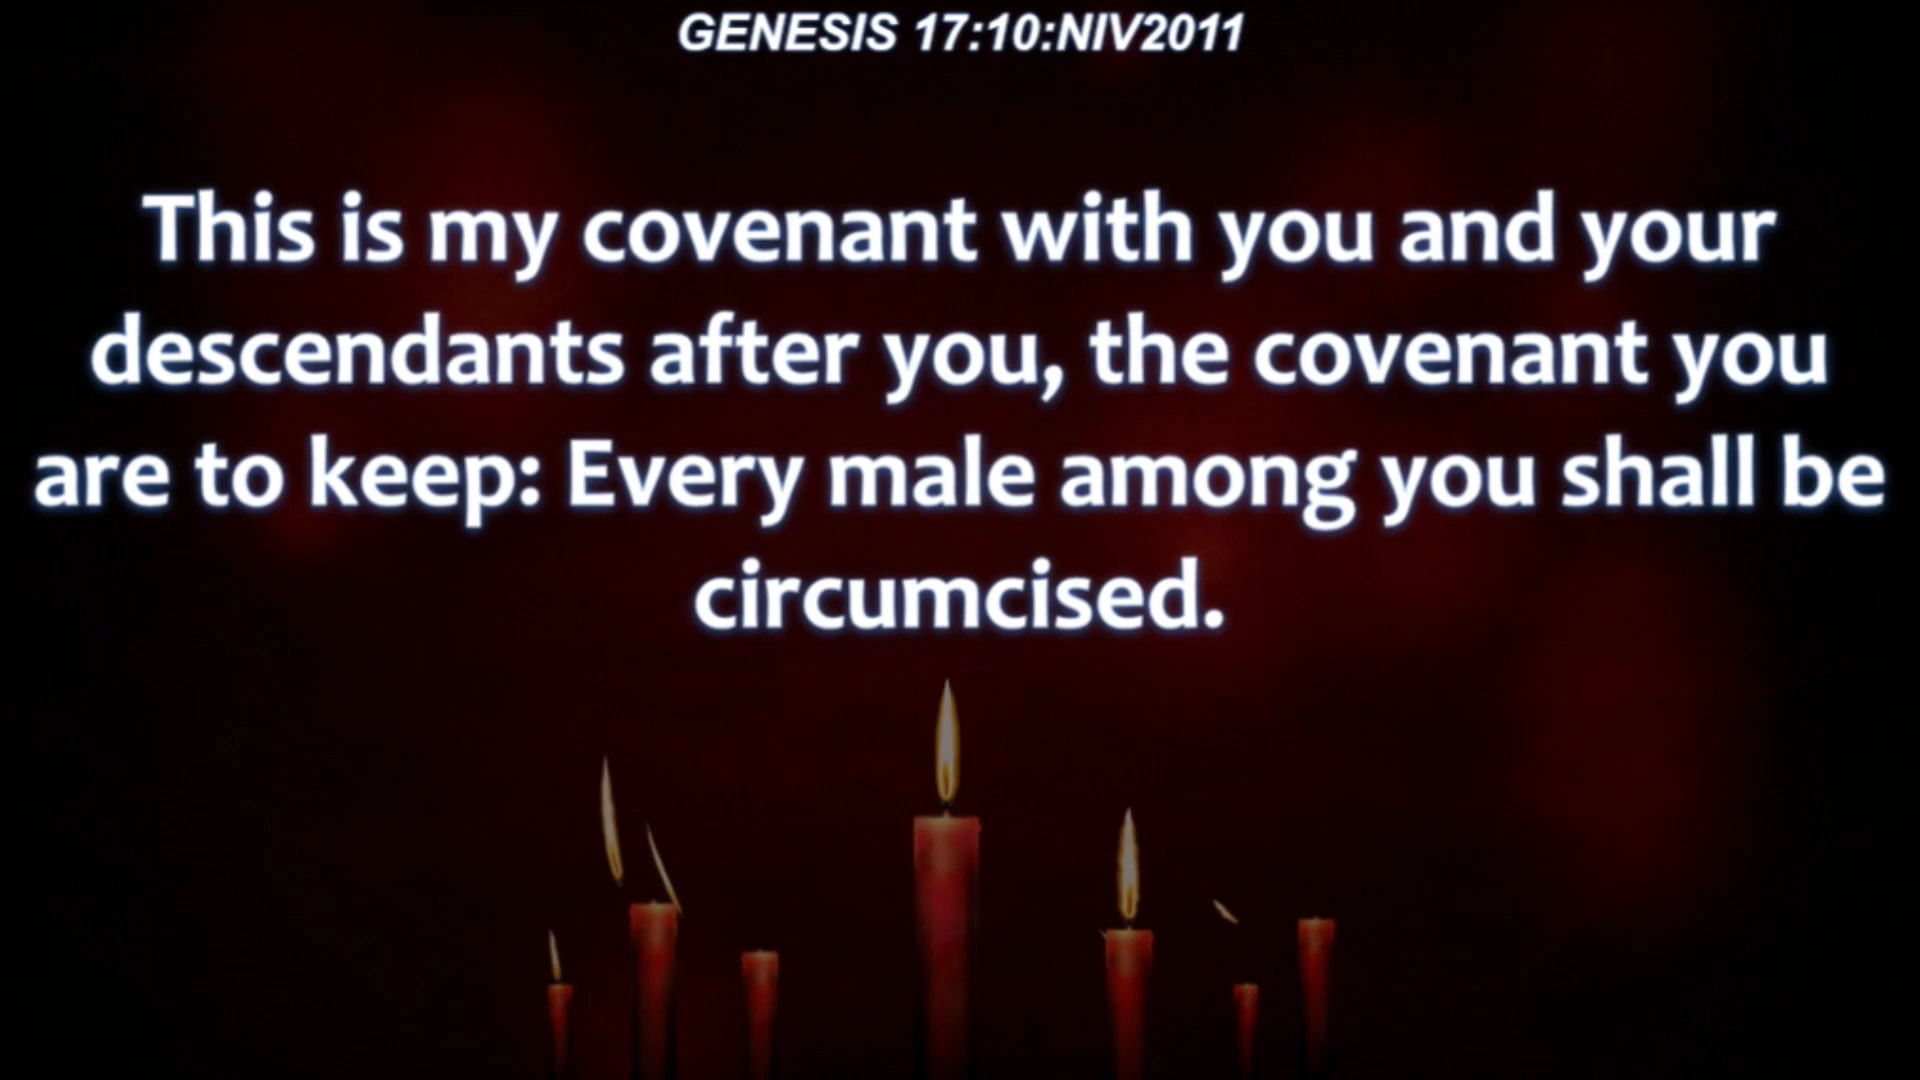 GENESIS 17:10:NIV2011
This is my covenant with you and your
descendants after you, the covenant you
are to keep: Every male among you shall be
circumcised.